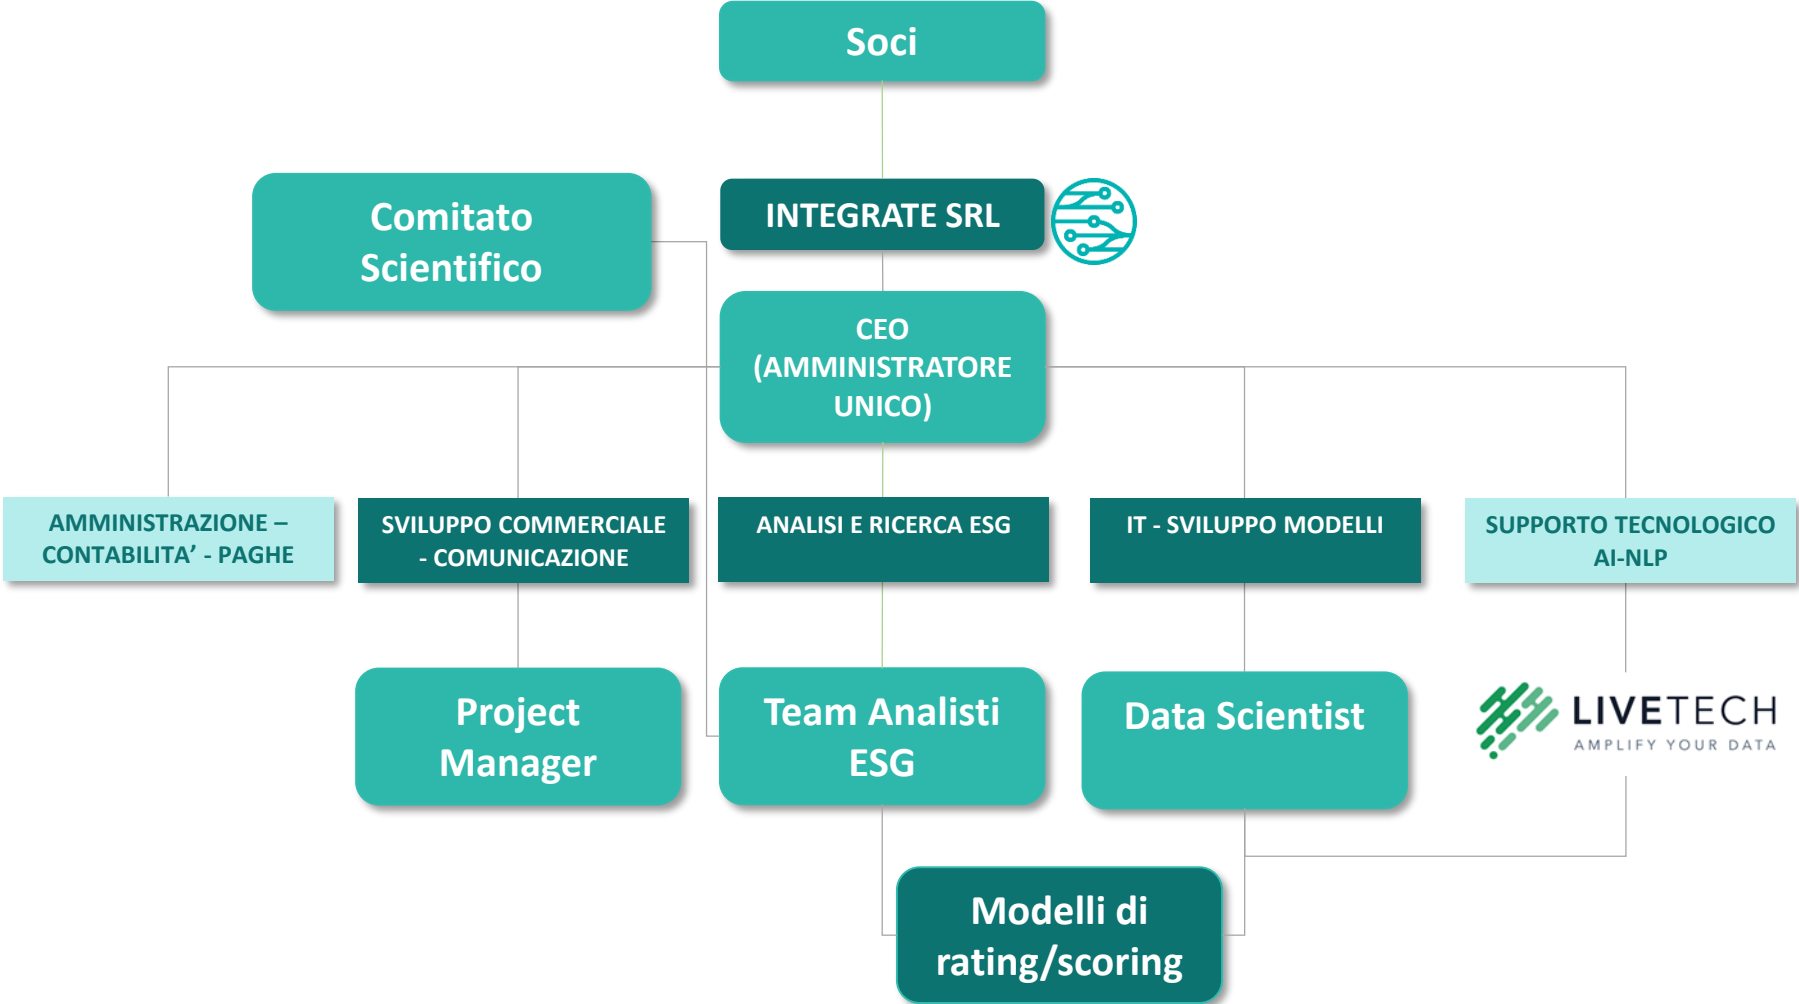 Soci
Comitato
Scientifico
INTEGRATE SRL
CEO
(AMMINISTRATORE
UNICO)
AMMINISTRAZIONE –
CONTABILITA’ - PAGHE
SVILUPPO COMMERCIALE
- COMUNICAZIONE
ANALISI E RICERCA ESG
IT - SVILUPPO MODELLI
SUPPORTO TECNOLOGICO
AI-NLP
Project
Manager
Team Analisti
ESG
Data Scientist
LIVETECH
AMPLIFY YOUR DATA
Modelli di
rating/scoring